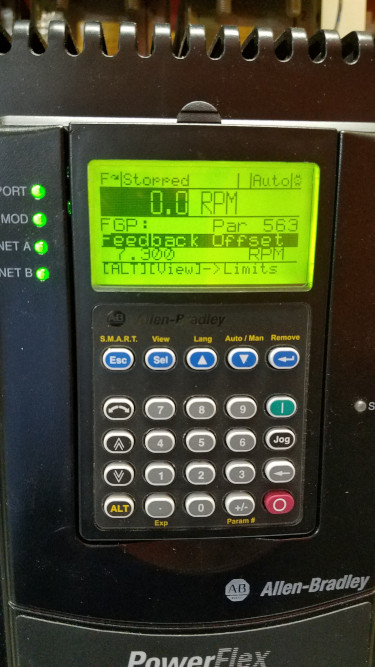 F Stopped Auto
0.0 RPM
FGP: Par 563
Feedback Offset
7.300 RPM
[ALT][View]->Limits
PORT
MOD
NET A
NET B
AB Allen-Bradley
S.M.A.R.T. View Lang Auto / Man Remove
Esc Sel
7 8 9 I
4 5 6 Jog
1 2 3
ALT . 0 +/- O
Exp Param #
S
AB Allen-Bradley
PowerFlex